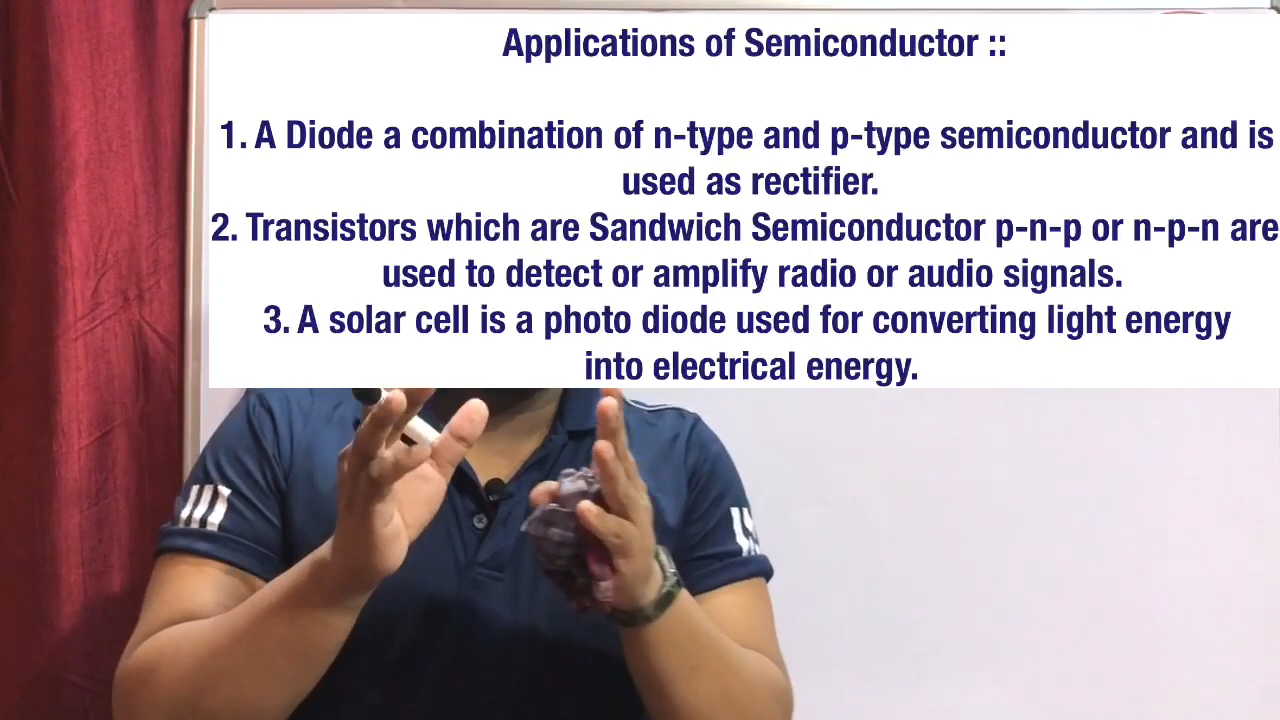 Applications of Semiconductor ::
1. A Diode a combination of n-type and p-type semiconductor and is
used as rectifier.
2. Transistors which are Sandwich Semiconductor p-n-p or n-p-n are
used to detect or amplify radio or audio signals.
3. A solar cell is a photo diode used for converting light energy
into electrical energy.